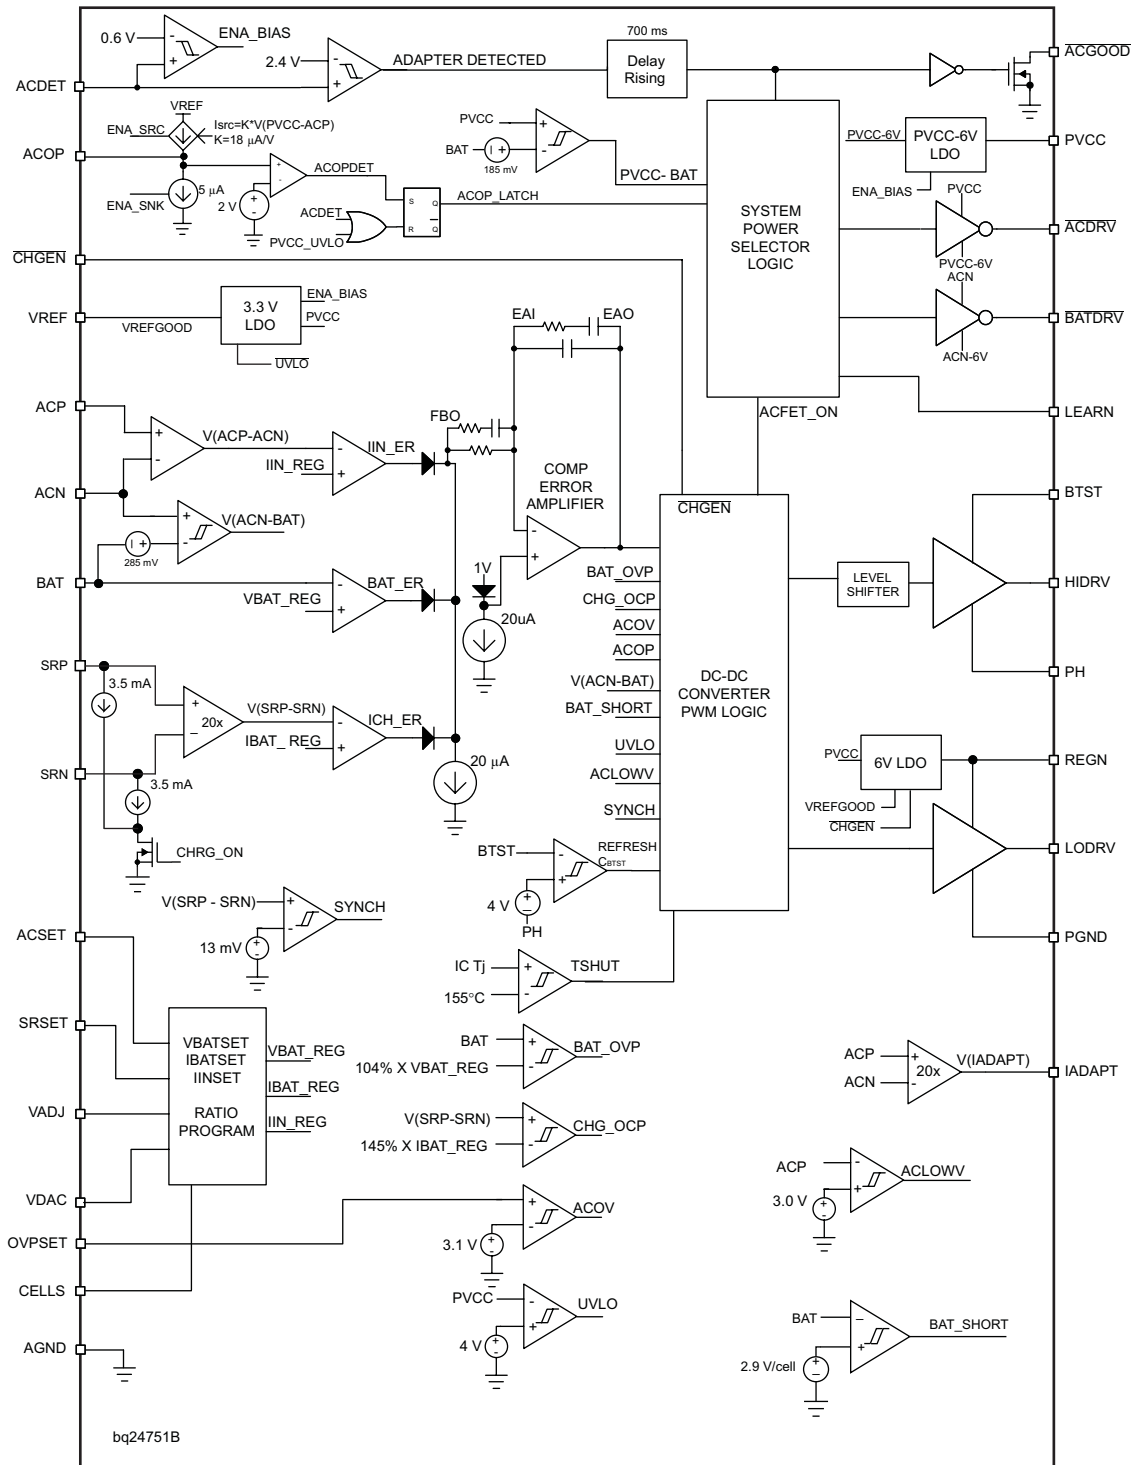 0.6 V
ENA_BIAS
2.4 V
ADAPTER DETECTED
700 ms
Delay
Rising
ACGOOD
ACDET
VREF
ENA_SRC
Isrc=K*V(PVCC-ACP)
K=18 µA/V
ACOP
ACOPDET
5 µA
ENA_SNK
2 V
ACDET
PVCC_UVLO
S
Q
R
Q
ACOP_LATCH
PVCC
BAT
185 mV
PVCC- BAT
SYSTEM
POWER
SELECTOR
LOGIC
PVCC-6V
PVCC-6V
LDO
PVCC
ENA_BIAS
PVCC
ACDRV
PVCC-6V
ACN
BATDRV
ACN-6V
CHGEN
VREF
VREFGOOD
3.3 V
LDO
ENA_BIAS
PVCC
UVLO
EAI
EAO
ACFET_ON
LEARN
ACP
V(ACP-ACN)
IIN_REG
IIN_ER
FBO
COMP
ERROR
AMPLIFIER
ACN
V(ACN-BAT)
285 mV
BAT
VBAT_REG
BAT_ER
1V
20uA
SRP
3.5 mA
20x
V(SRP-SRN)
IBAT_ REG
ICH_ER
20 µA
SRN
3.5 mA
CHRG_ON
CHGEN
BAT_OVP
CHG_OCP
ACOV
ACOP
V(ACN-BAT)
BAT_SHORT
UVLO
ACLOWV
SYNCH
DC-DC
CONVERTER
PWM LOGIC
BTST
LEVEL
SHIFTER
HIDRV
PH
PVCC
6V LDO
REGN
VREFGOOD
CHGEN
LODRV
PGND
BTST
REFRESH
CBTST
4 V
PH
V(SRP - SRN)
SYNCH
13 mV
IC Tj
155°C
TSHUT
ACSET
SRSET
VADJ
VDAC
OVPSET
CELLS
AGND
VBATSET
IBATSET
IINSET
RATIO
PROGRAM
VBAT_REG
IBAT_REG
IIN_REG
BAT
104% X VBAT_REG
BAT_OVP
V(SRP-SRN)
145% X IBAT_REG
CHG_OCP
ACOV
3.1 V
PVCC
UVLO
4 V
ACP
ACN
20x
V(IADAPT)
IADAPT
ACP
ACLOWV
3.0 V
BAT
BAT_SHORT
2.9 V/cell
bq24751B